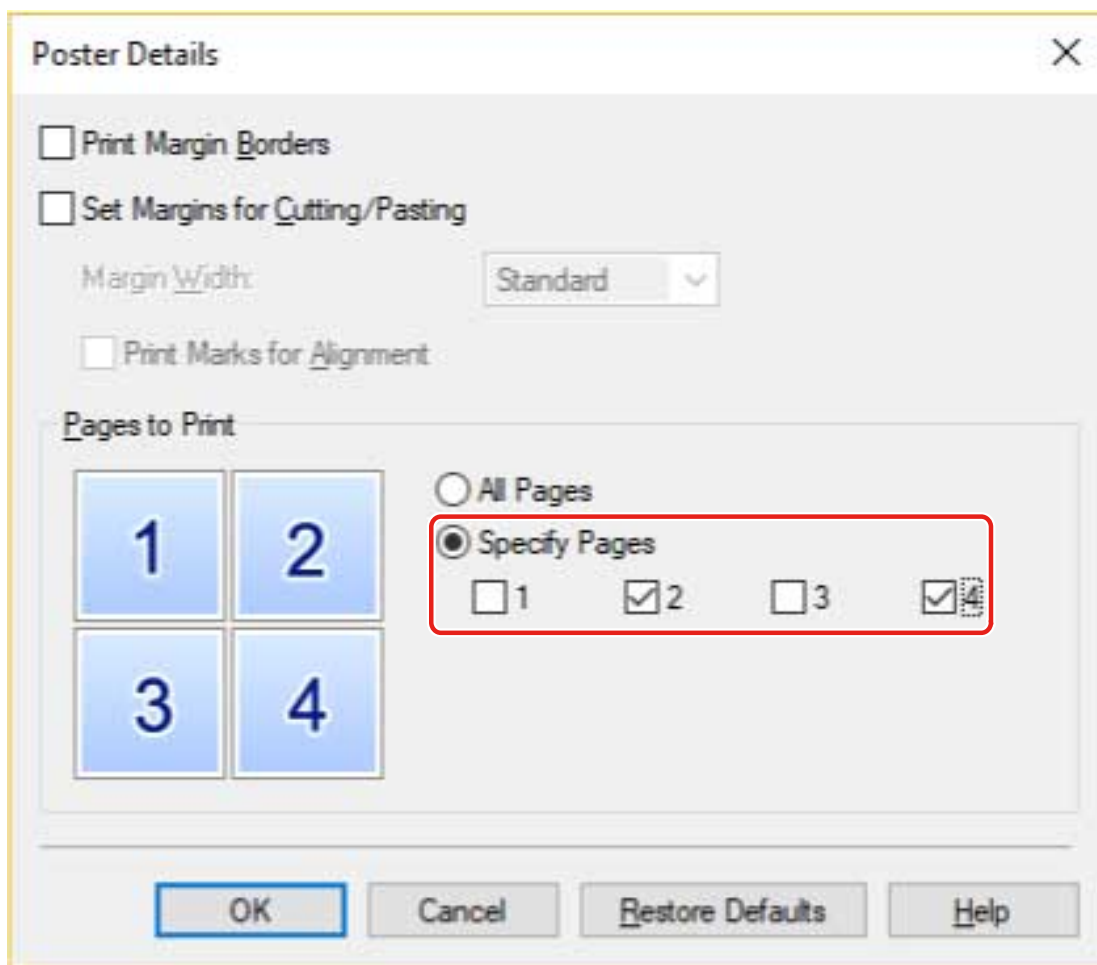 Poster Details
Print Margin Borders
Set Margins for Cutting/Pasting
Margin Width: Standard
Print Marks for Alignment
Pages to Print
1 2
3 4
All Pages
Specify Pages
1 2 3 4
OK Cancel Restore Defaults Help